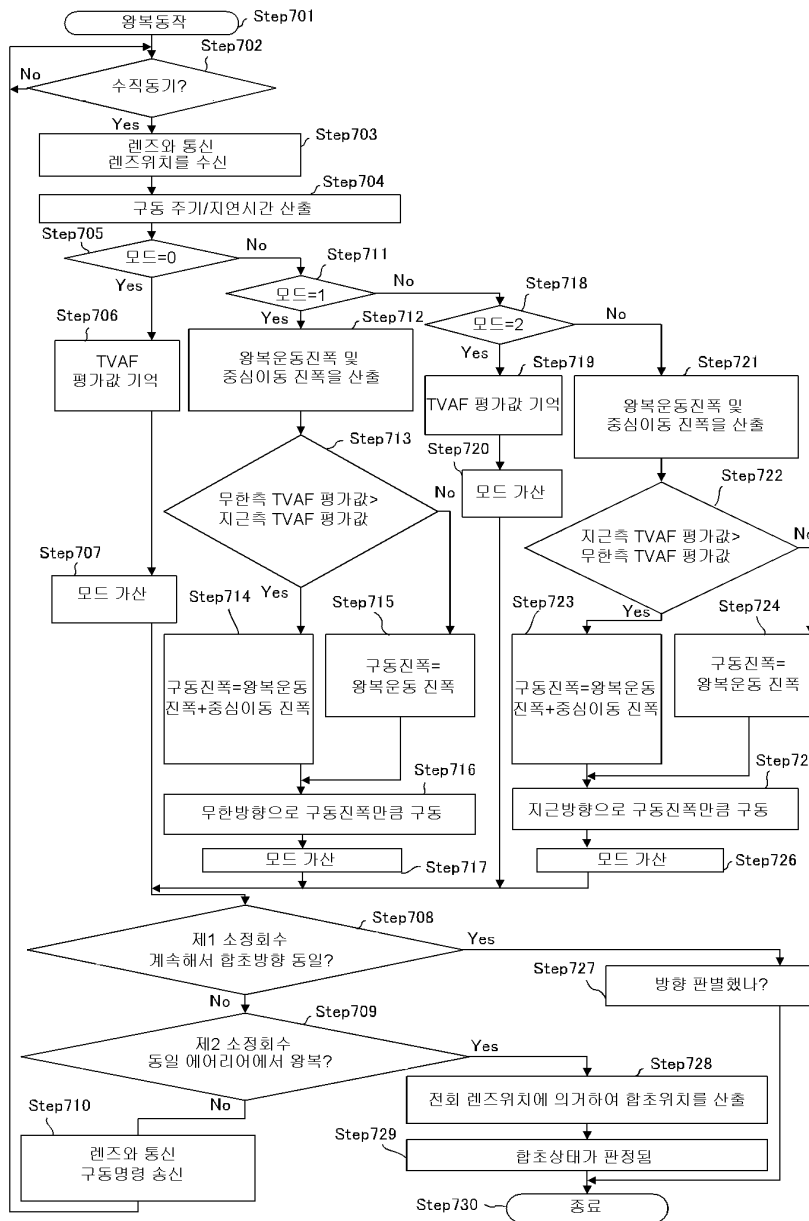 왕복동작
Step701
Step702
No
수직동기?
Yes
Step703
렌즈와 통신
렌즈위치를 수신
Step704
구동 주기/지연시간 산출
Step705
모드=0
No
Yes
Step711
모드=1
No
Yes
Step718
모드=2
No
Yes
Step706
TVAF
평가값 기억
Step712
왕복운동진폭 및
중심이동 진폭을 산출
Step719
TVAF 평가값 기억
Step721
왕복운동진폭 및
중심이동 진폭을 산출
Step713
무한측 TVAF 평가값>
지근측 TVAF 평가값
No
Yes
Step720
모드 가산
Step722
지근측 TVAF 평가값>
무한측 TVAF 평가값
No
Yes
Step707
모드 가산
Step714
구동진폭=왕복운동
진폭+중심이동 진폭
Step715
구동진폭=
왕복운동 진폭
Step723
구동진폭=왕복운동
진폭+중심이동 진폭
Step724
구동진폭=
왕복운동 진폭
Step716
무한방향으로 구동진폭만큼 구동
Step72
지근방향으로 구동진폭만큼 구동
모드 가산
Step717
모드 가산
Step726
Step708
제1 소정회수
계속해서 합초방향 동일?
Yes
No
Step727
방향 판별했나?
Step709
제2 소정회수
동일 에어리어에서 왕복?
Yes
No
Step728
전회 렌즈위치에 의거하여 합초위치를 산출
Step710
렌즈와 통신
구동명령 송신
Step729
합초상태가 판정됨
Step730
종료